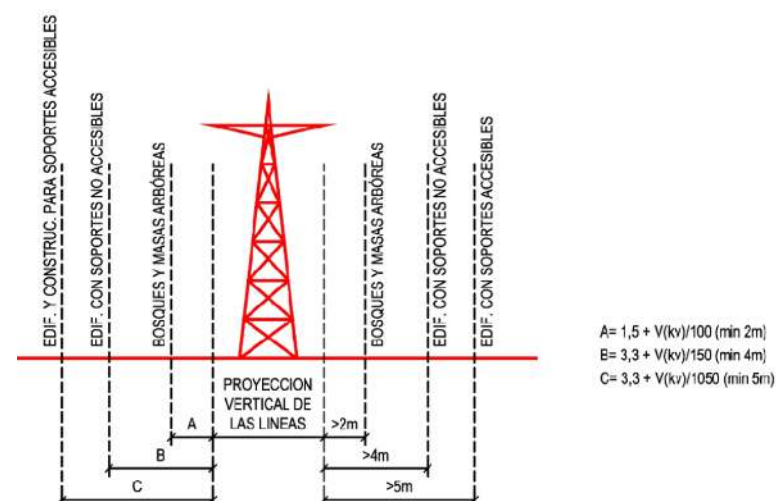 EDIF. Y CONSTRUC. PARA SOPORTES ACCESIBLES
EDIF. CON SOPORTES NO ACCESIBLES
BOSQUES Y MASAS ARBÓREAS
BOSQUES Y MASAS ARBÓREAS
EDIF. CON SOPORTES NO ACCESIBLES
EDIF. CON SOPORTES ACCESIBLES
A= 1,5 + V(kv)/100 (min 2m)
B= 3,3 + V(kv)/150 (min 4m)
C= 3,3 + V(kv)/1050 (min 5m)
PROYECCION
VERTICAL DE
LAS LINEAS
A
>2m
B
>4m
C
>5m